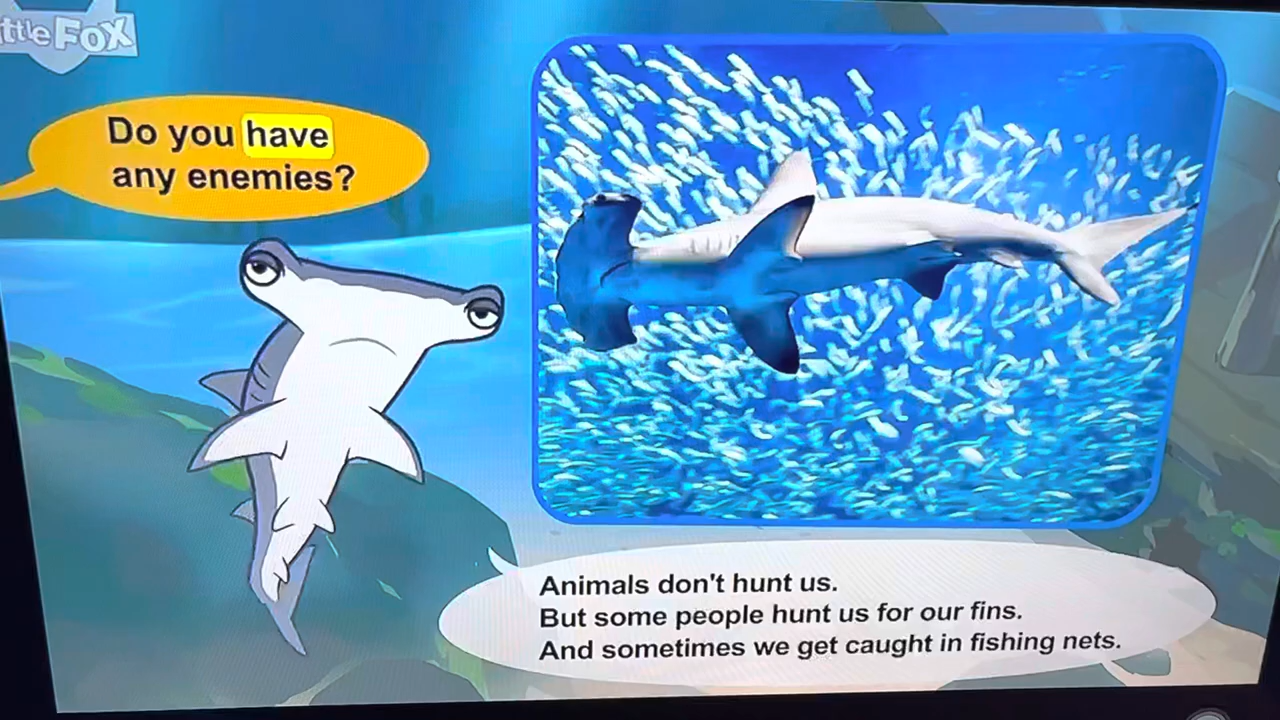 ttle Fox
Do you have
any enemies?
Animals don't hunt us.
But some people hunt us for our fins.
And sometimes we get caught in fishing nets.